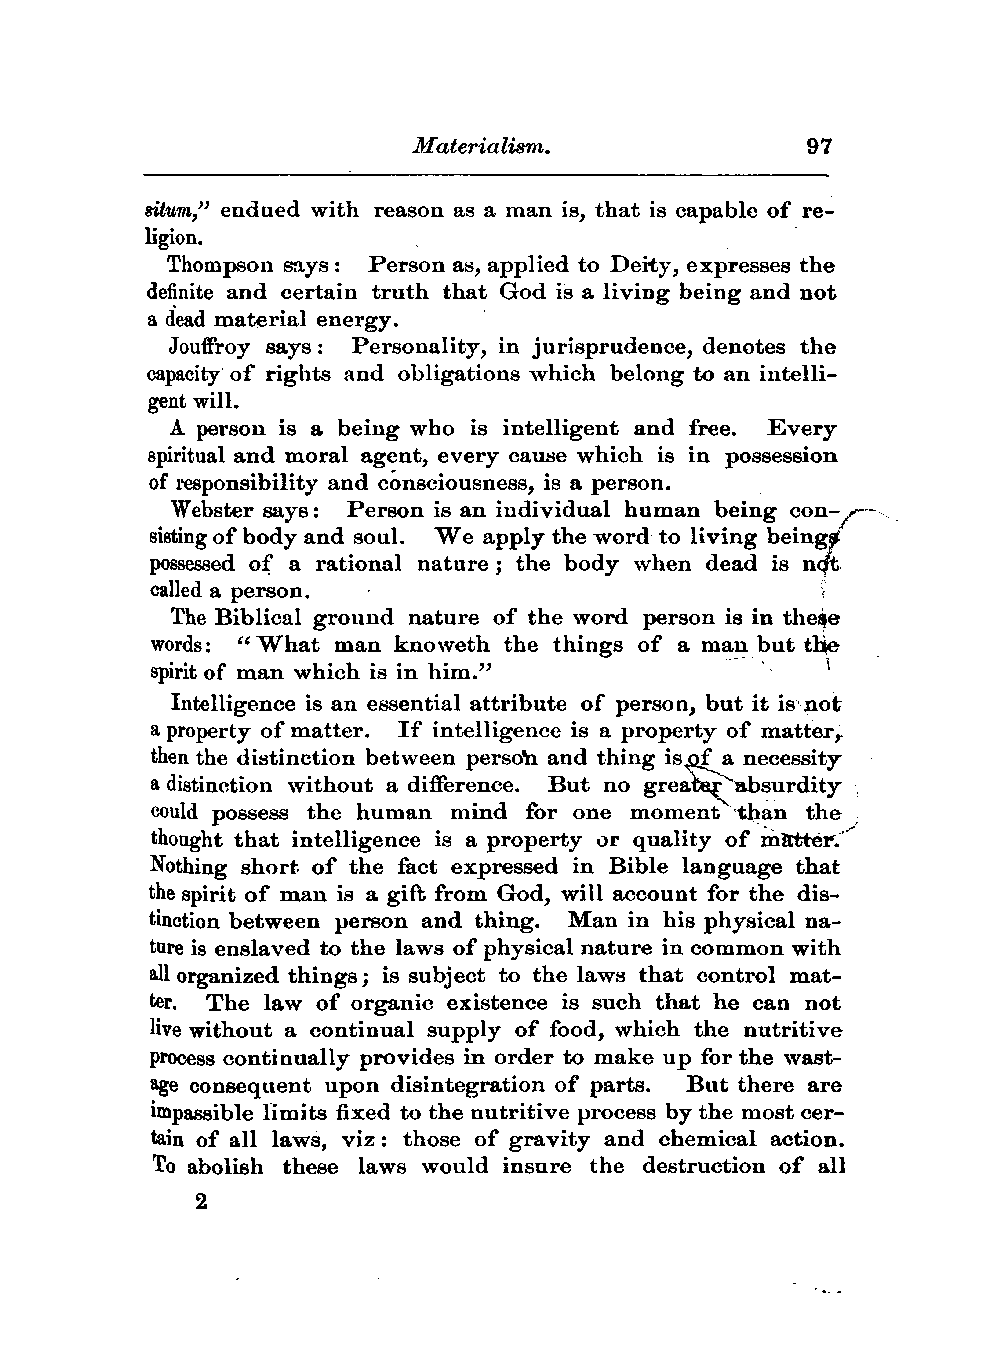 Materialism. 97
situm,” endued with reason as a man is, that is capable of re-
ligion.
Thompson says: Person as, applied to Deity, expresses the
definite and certain truth that God is a living being and not
a dead material energy.
Jouffroy says: Personality, in jurisprudence, denotes the
capacity of rights and obligations which belong to an intelli-
gent will.
A person is a being who is intelligent and free. Every
spiritual and moral agent, every cause which is in possession
of responsibility and consciousness, is a person.
Webster says: Person is an individual human being con-
sisting of body and soul. We apply the word to living beings
possessed of a rational nature; the body when dead is not
called a person.
The Biblical ground nature of the word person is in these
words: “What man knoweth the things of a man but the
spirit of man which is in him.”
Intelligence is an essential attribute of person, but it is not
a property of matter. If intelligence is a property of matter,
then the distinction between person and thing is of a necessity
a distinction without a difference. But no greater absurdity
could possess the human mind for one moment than the
thought that intelligence is a property or quality of matter.
Nothing short of the fact expressed in Bible language that
the spirit of man is a gift from God, will account for the dis-
tinction between person and thing. Man in his physical na-
ture is enslaved to the laws of physical nature in common with
all organized things; is subject to the laws that control mat-
ter. The law of organic existence is such that he can not
live without a continual supply of food, which the nutritive
process continually provides in order to make up for the wast-
age consequent upon disintegration of parts. But there are
impassible limits fixed to the nutritive process by the most cer-
tain of all laws, viz: those of gravity and chemical action.
To abolish these laws would insure the destruction of all
2